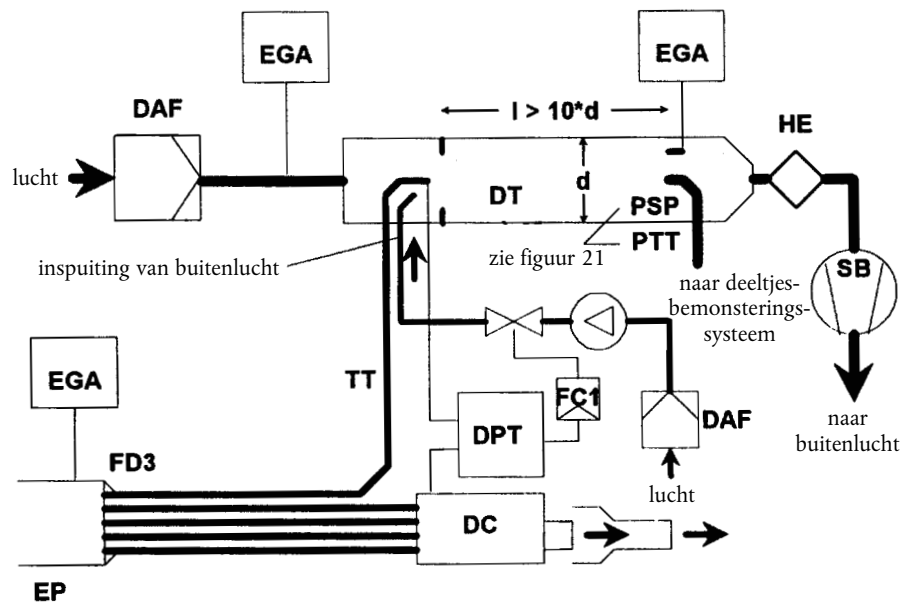 EGA
EGA
DAF
l > 10*d
HE
lucht
d
DT
PSP
PTT
SB
inspuiting van buitenlucht
zie figuur 21
naar deeltjes-
bemonsterings-
systeem
EGA
TT
FC1
DPT
DAF
naar
buitenlucht
FD3
lucht
DC
EP